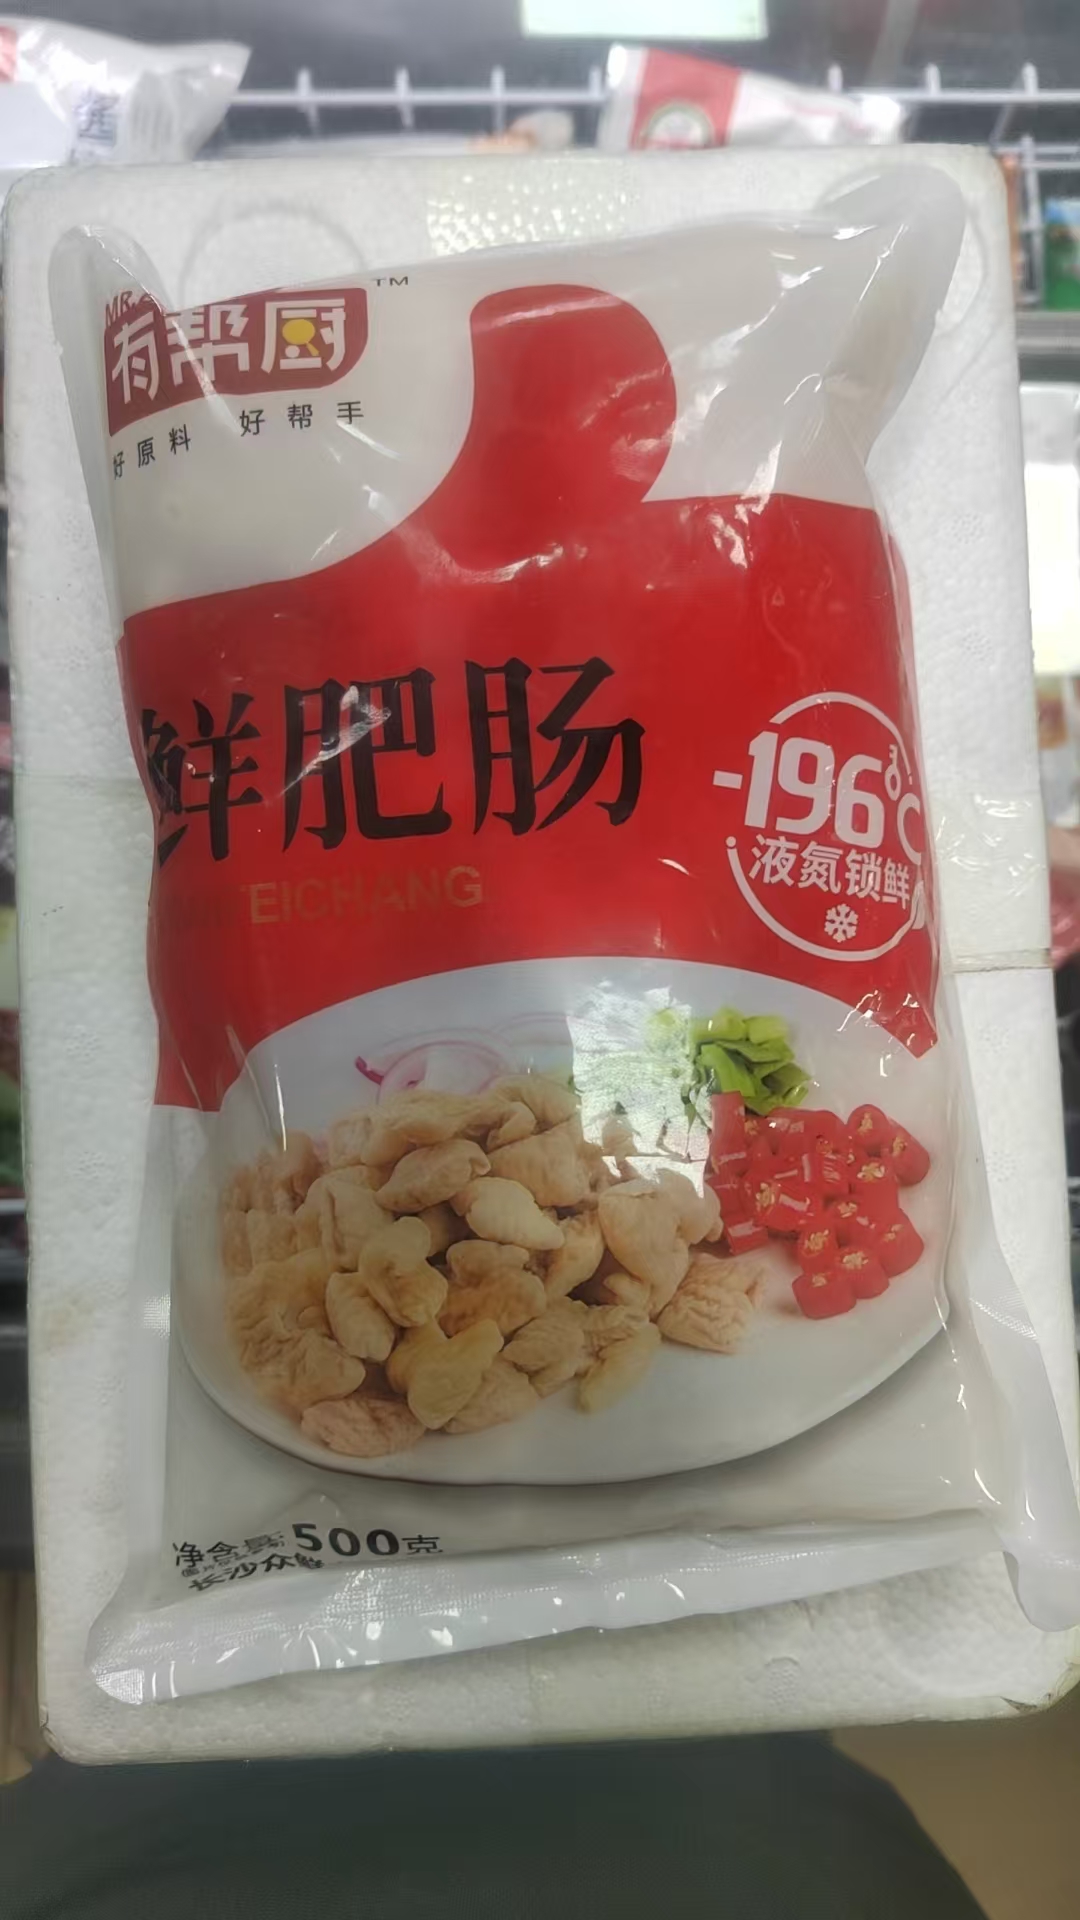 MR.
有帮厨
TM
好原料 好帮手
鲜肥肠
EICHANG
-196℃
液氮锁鲜
净含量: 500克
长沙众